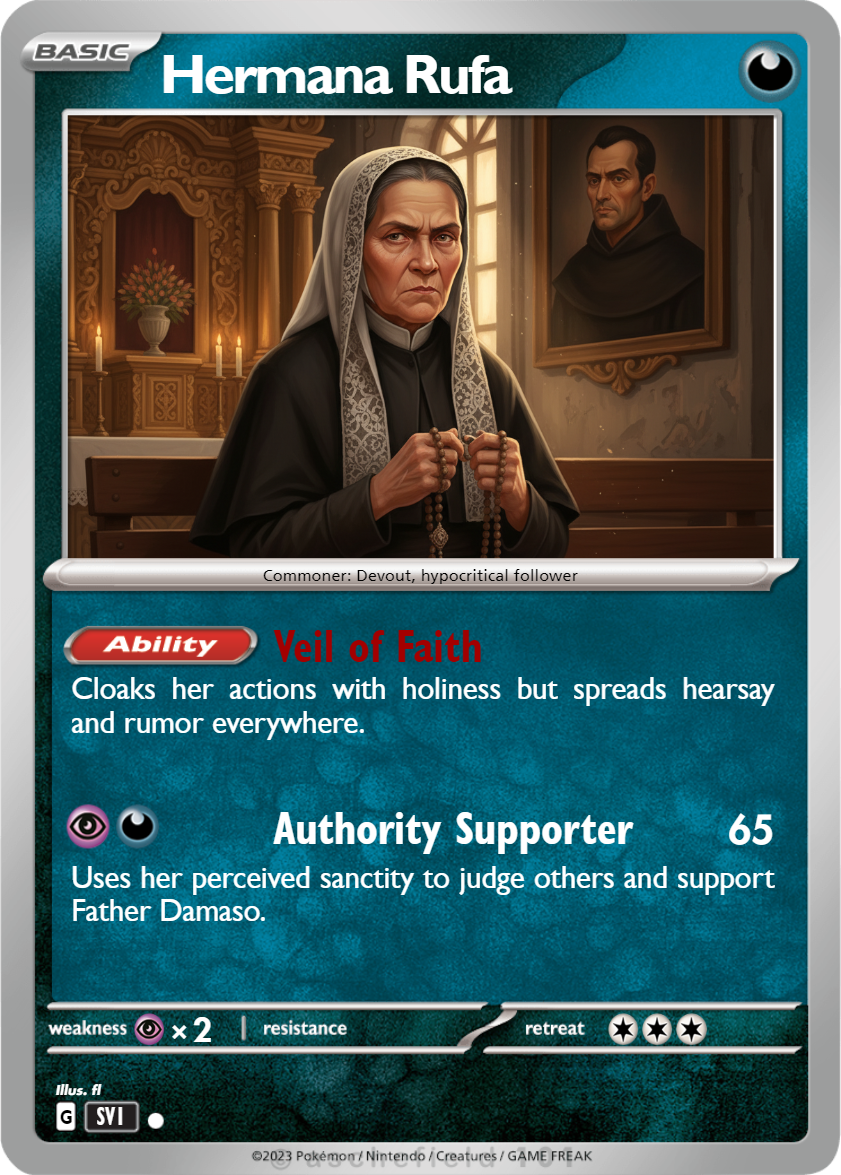 BASIC
Hermana Rufa
Commoner: Devout, hypocritical follower
Ability Veil of Faith
Cloaks her actions with holiness but spreads hearsay
and rumor everywhere.
Authority Supporter 65
Uses her perceived sanctity to judge others and support
Father Damaso.
weakness × 2 | resistance
retreat
Illus. fl
G SVI
©2023 Pokémon / Nintendo / Creatures / GAME FREAK